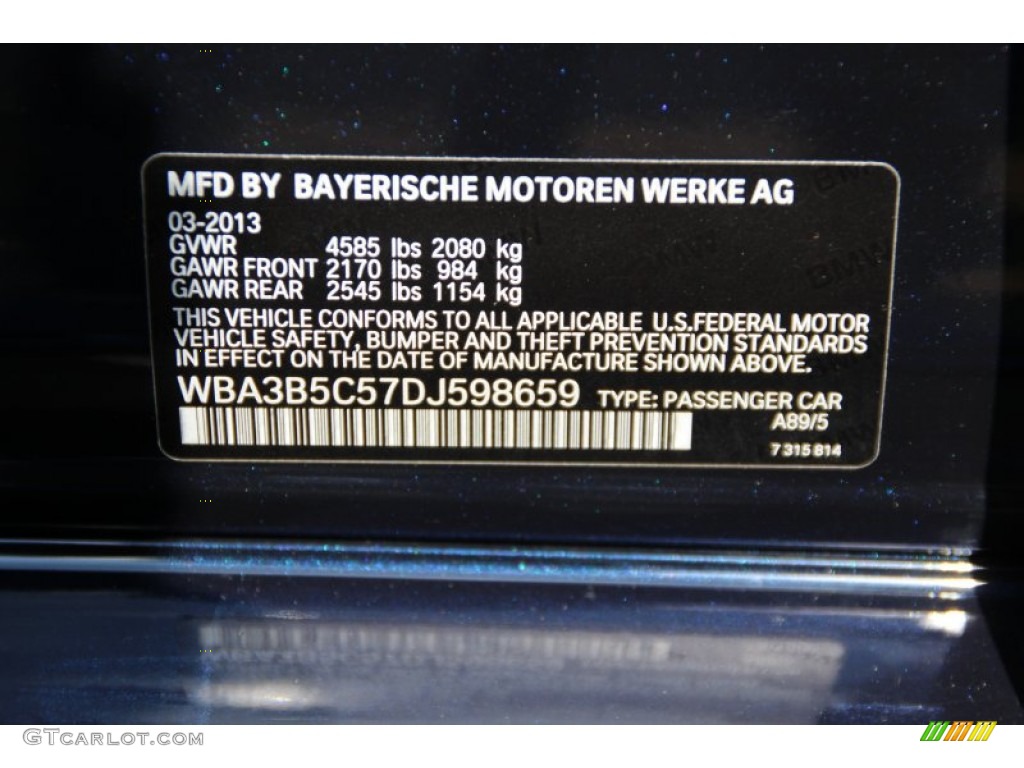 MFD BY BAYERISCHE MOTOREN WERKE AG
03-2013
GVWR 4585 lbs 2080 kg
GAWR FRONT 2170 lbs 984 kg
GAWR REAR 2545 lbs 1154 kg
THIS VEHICLE CONFORMS TO ALL APPLICABLE U.S.FEDERAL MOTOR
VEHICLE SAFETY, BUMPER AND THEFT PREVENTION STANDARDS
IN EFFECT ON THE DATE OF MANUFACTURE SHOWN ABOVE.
WBA3B5C57DJ598659 TYPE: PASSENGER CAR
A89/5
7 315 814
GTCARLOT.COM